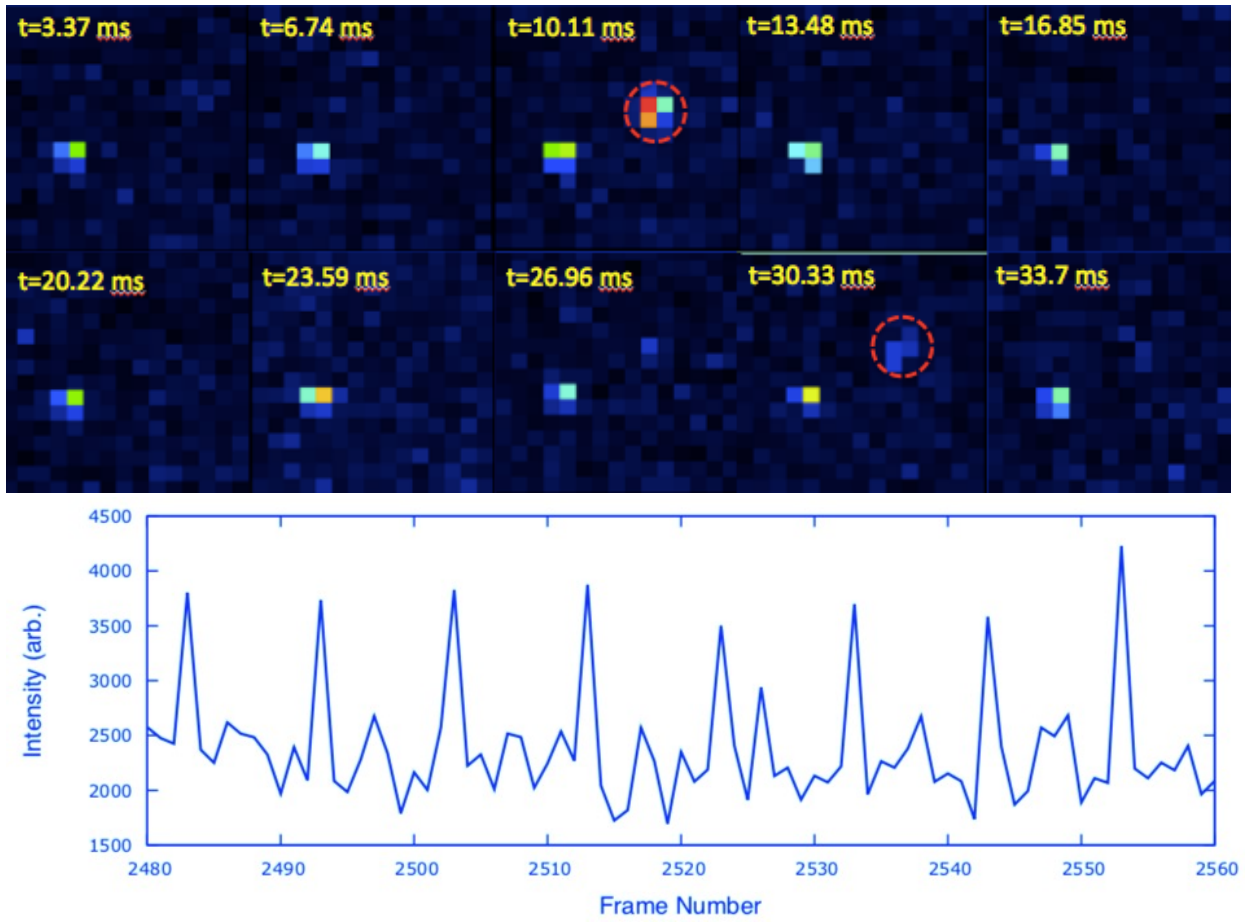 t=3.37 ms
t=6.74 ms
t=10.11 ms
t=13.48 ms
t=16.85 ms
t=20.22 ms
t=23.59 ms
t=26.96 ms
t=30.33 ms
t=33.7 ms
4500
4000
3500
3000
2500
2000
1500
Intensity (arb.)
2480 2490 2500 2510 2520 2530 2540 2550 2560
Frame Number